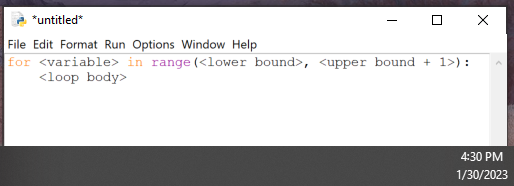 *untitled*
File Edit Format Run Options Window Help
for <variable> in range(<lower bound>, <upper bound + 1>):
    <loop body>
4:30 PM
1/30/2023